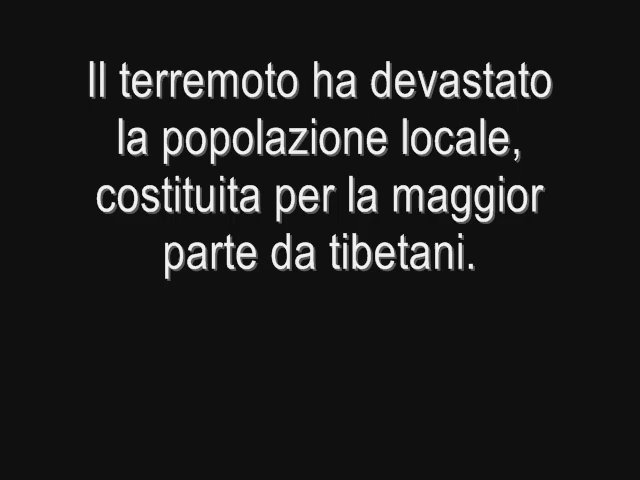 Il terremoto ha devastato
la popolazione locale,
costituita per la maggior
parte da tibetani.